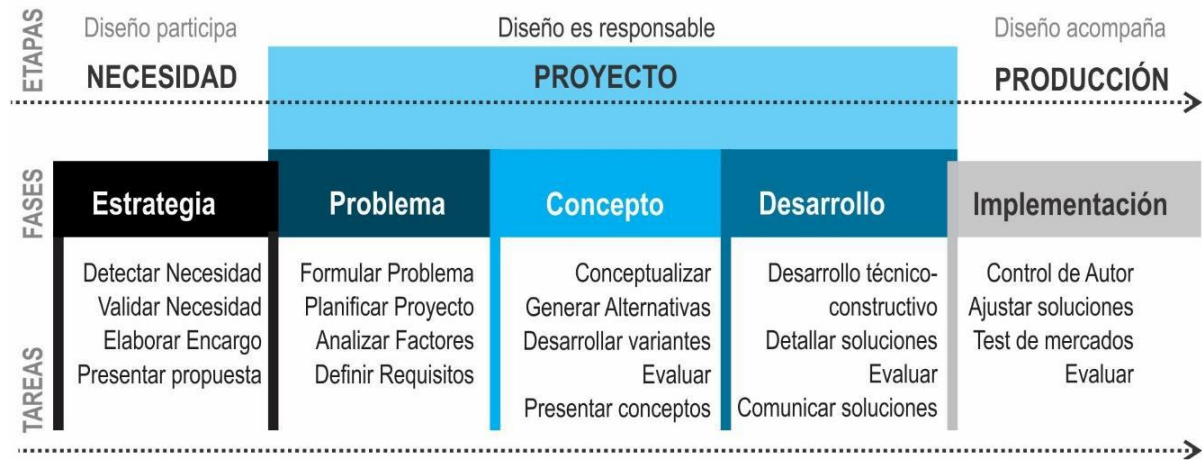 ETAPAS
Diseño participa
NECESIDAD
Diseño es responsable
PROYECTO
Diseño acompaña
PRODUCCIÓN
FASES
Estrategia
Problema
Concepto
Desarrollo
Implementación
TAREAS
Detectar Necesidad
Validar Necesidad
Elaborar Encargo
Presentar propuesta
Formular Problema
Planificar Proyecto
Analizar Factores
Definir Requisitos
Conceptualizar
Generar Alternativas
Desarrollar variantes
Evaluar
Presentar conceptos
Desarrollo técnico-
constructivo
Detallar soluciones
Evaluar
Comunicar soluciones
Control de Autor
Ajustar soluciones
Test de mercados
Evaluar